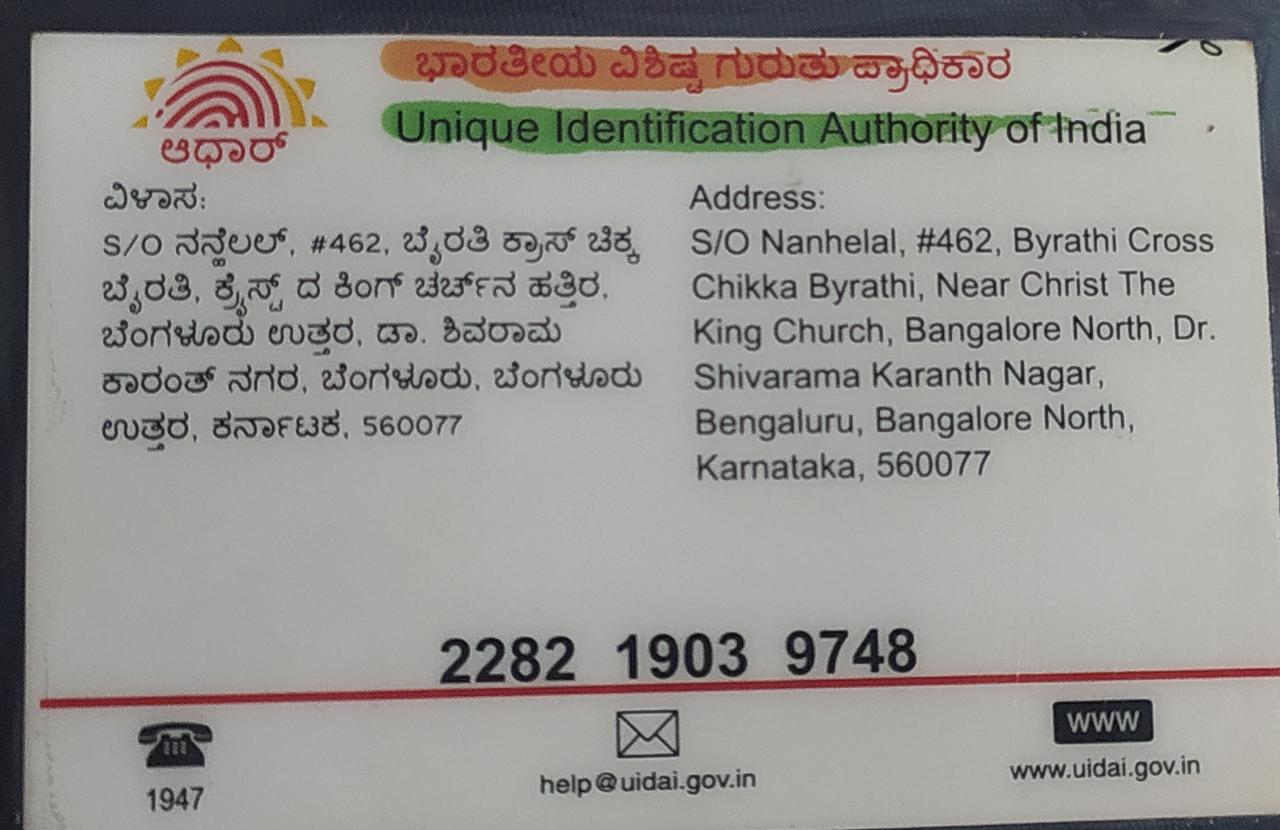 ಭಾರತೀಯ ವಿಶಿಷ್ಟ ಗುರುತು ಪ್ರಾಧಿಕಾರ
Unique Identification Authority of India
ಆಧಾರ್
ವಿಳಾಸ:
S/O ನನ್ಹೆಲಲ್, #462, ಬೈರತಿ ಕ್ರಾಸ್ ಚಿಕ್ಕ
ಬೈರತಿ, ಕ್ರೈಸ್ಟ್ ದ ಕಿಂಗ್ ಚರ್ಚ್‌ನ ಹತ್ತಿರ,
ಬೆಂಗಳೂರು ಉತ್ತರ, ಡಾ. ಶಿವರಾಮ
ಕಾರಂತ್ ನಗರ, ಬೆಂಗಳೂರು, ಬೆಂಗಳೂರು
ಉತ್ತರ, ಕರ್ನಾಟಕ, 560077
Address:
S/O Nanhelal, #462, Byrathi Cross
Chikka Byrathi, Near Christ The
King Church, Bangalore North, Dr.
Shivarama Karanth Nagar,
Bengaluru, Bangalore North,
Karnataka, 560077
2282 1903 9748
1947
help@uidai.gov.in
www
www.uidai.gov.in